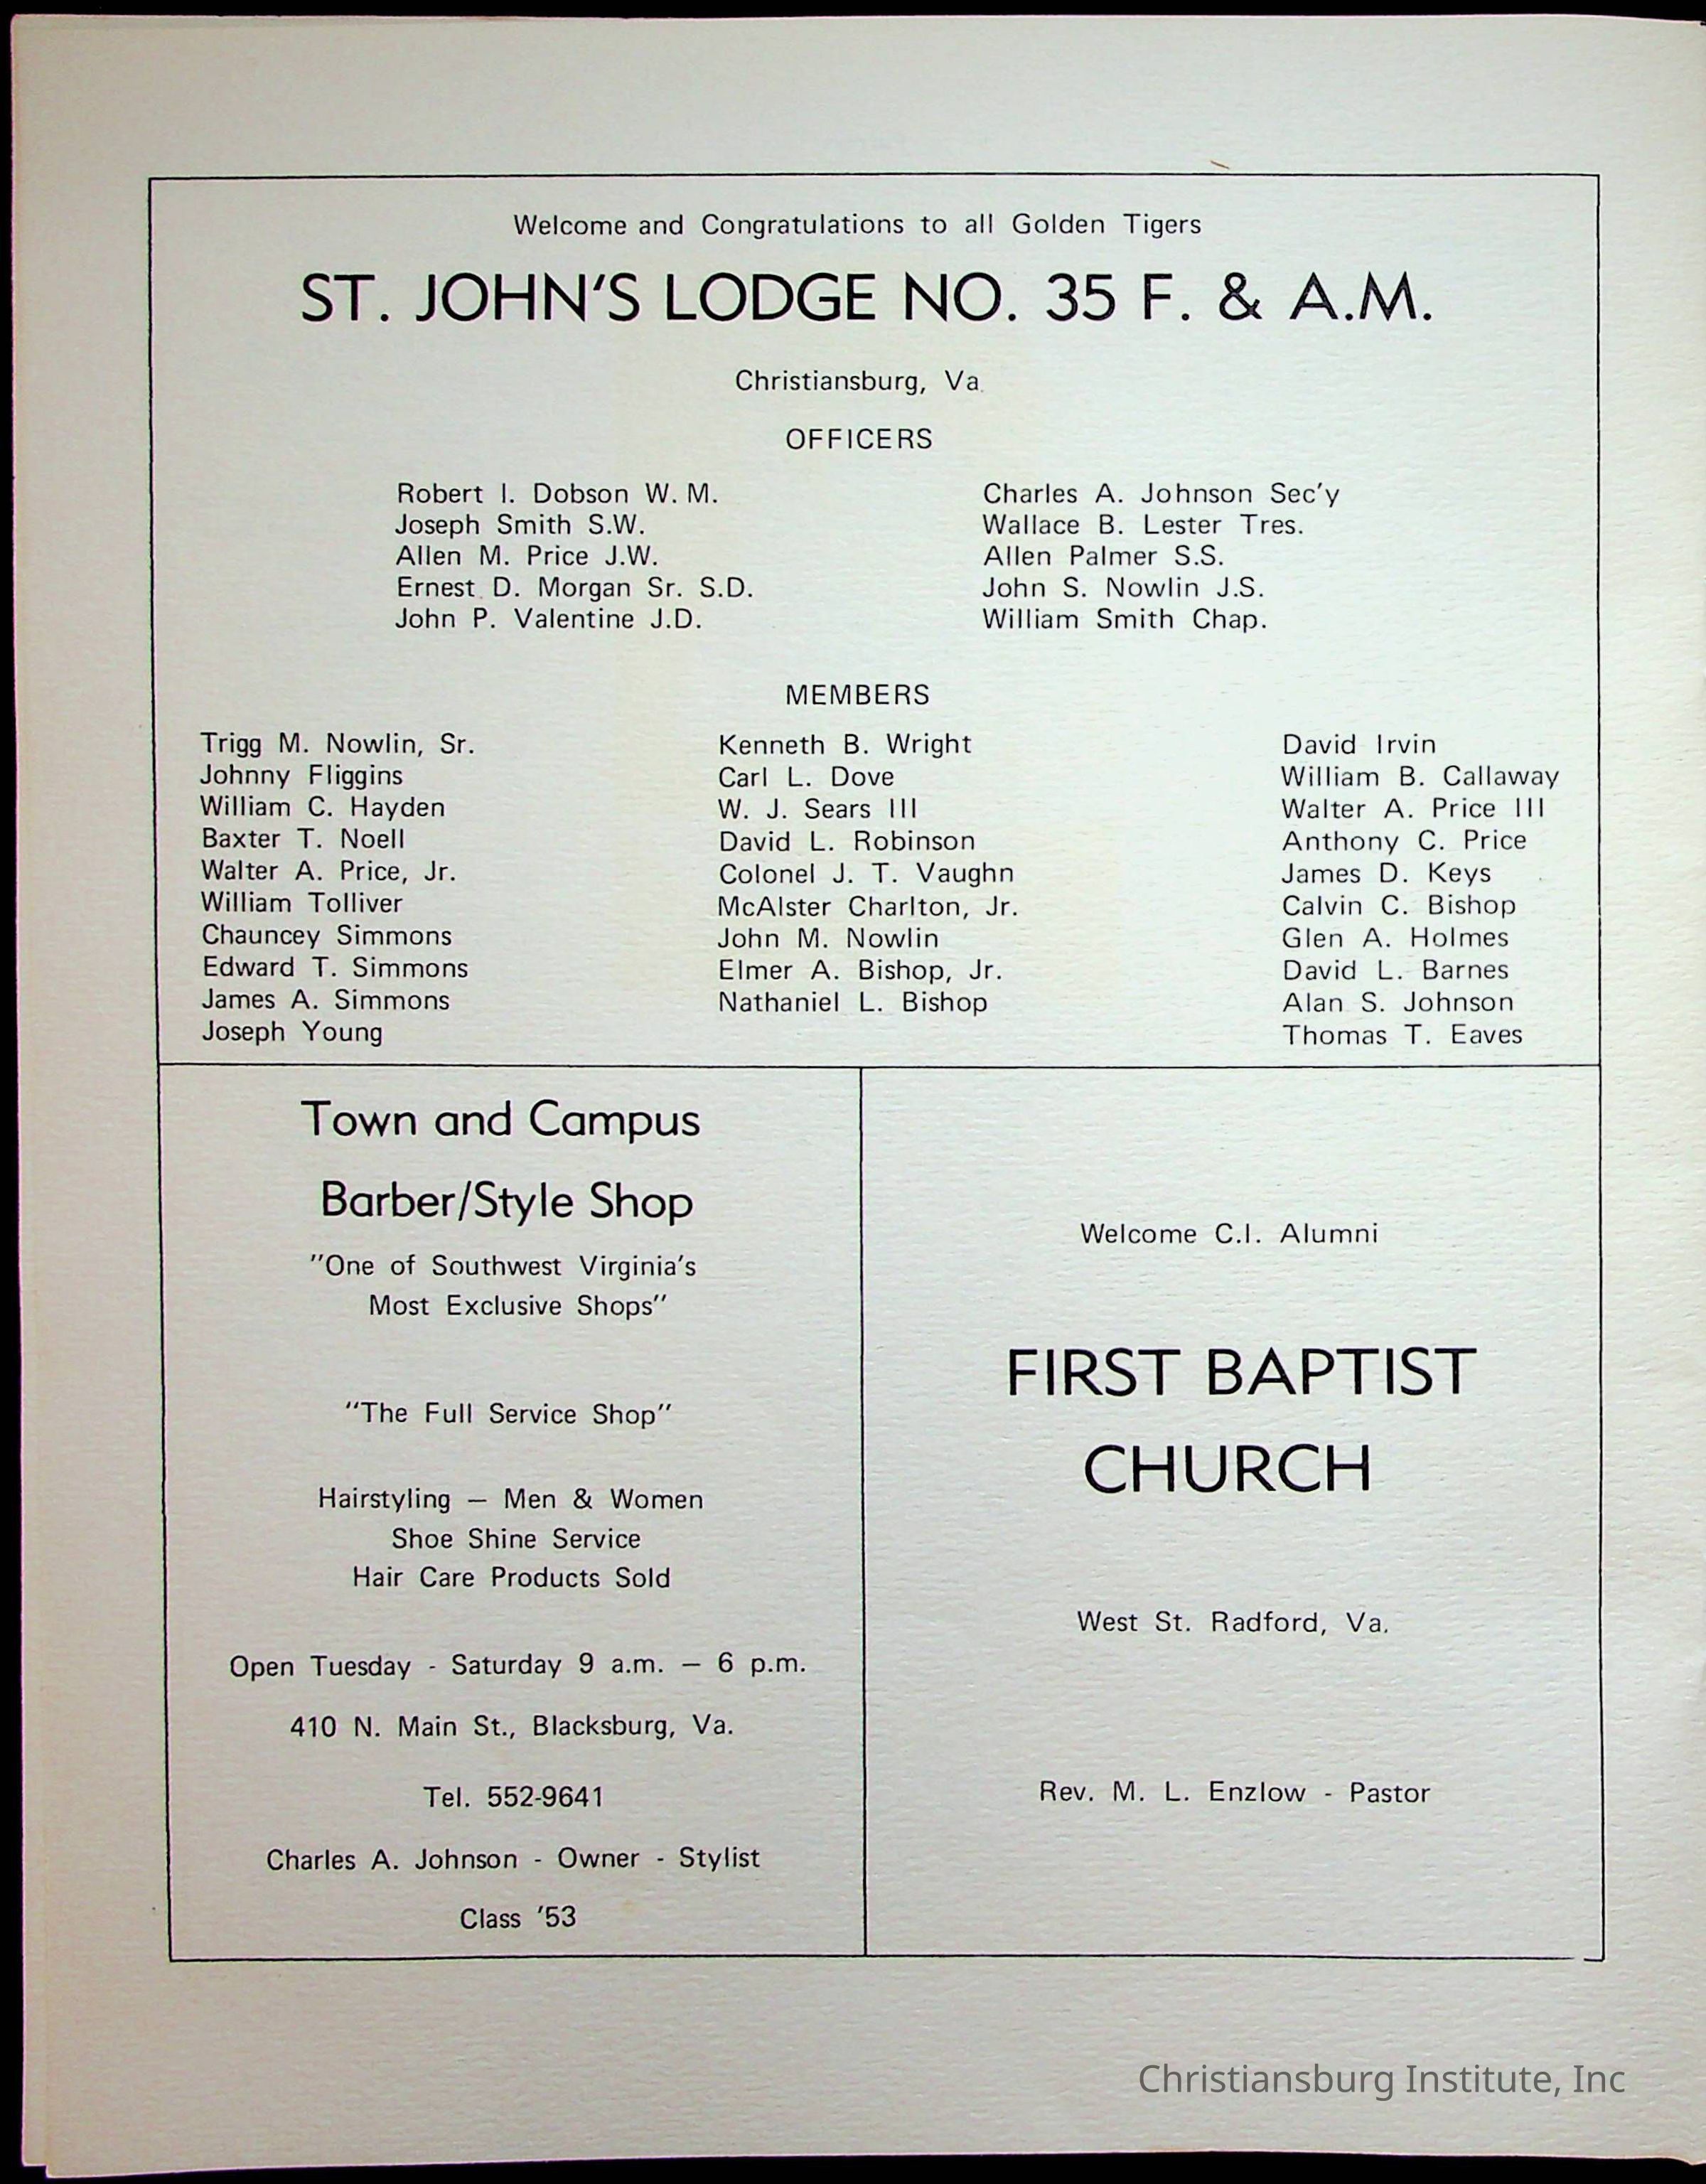 Welcome and Congratulations to all Golden Tigers
ST. JOHN'S LODGE NO. 35 F. & A.M.
Christiansburg, Va.
OFFICERS
Robert I. Dobson W. M.
Joseph Smith S.W.
Allen M. Price J.W.
Ernest D. Morgan Sr. S.D.
John P. Valentine J.D.
Charles A. Johnson Sec'y
Wallace B. Lester Tres.
Allen Palmer S.S.
John S. Nowlin J.S.
William Smith Chap.
MEMBERS
Trigg M. Nowlin, Sr.
Johnny Fliggins
William C. Hayden
Baxter T. Noell
Walter A. Price, Jr.
William Tolliver
Chauncey Simmons
Edward T. Simmons
James A. Simmons
Joseph Young
Kenneth B. Wright
Carl L. Dove
W. J. Sears III
David L. Robinson
Colonel J. T. Vaughn
McAlster Charlton, Jr.
John M. Nowlin
Elmer A. Bishop, Jr.
Nathaniel L. Bishop
David Irvin
William B. Callaway
Walter A. Price III
Anthony C. Price
James D. Keys
Calvin C. Bishop
Glen A. Holmes
David L. Barnes
Alan S. Johnson
Thomas T. Eaves
Town and Campus
Barber/Style Shop
"One of Southwest Virginia's
Most Exclusive Shops"
"The Full Service Shop"
Hairstyling — Men & Women
Shoe Shine Service
Hair Care Products Sold
Open Tuesday - Saturday 9 a.m. — 6 p.m.
410 N. Main St., Blacksburg, Va.
Tel. 552-9641
Charles A. Johnson - Owner - Stylist
Class '53
Welcome C.I. Alumni
FIRST BAPTIST
CHURCH
West St. Radford, Va.
Rev. M. L. Enzlow - Pastor
Christiansburg Institute, Inc